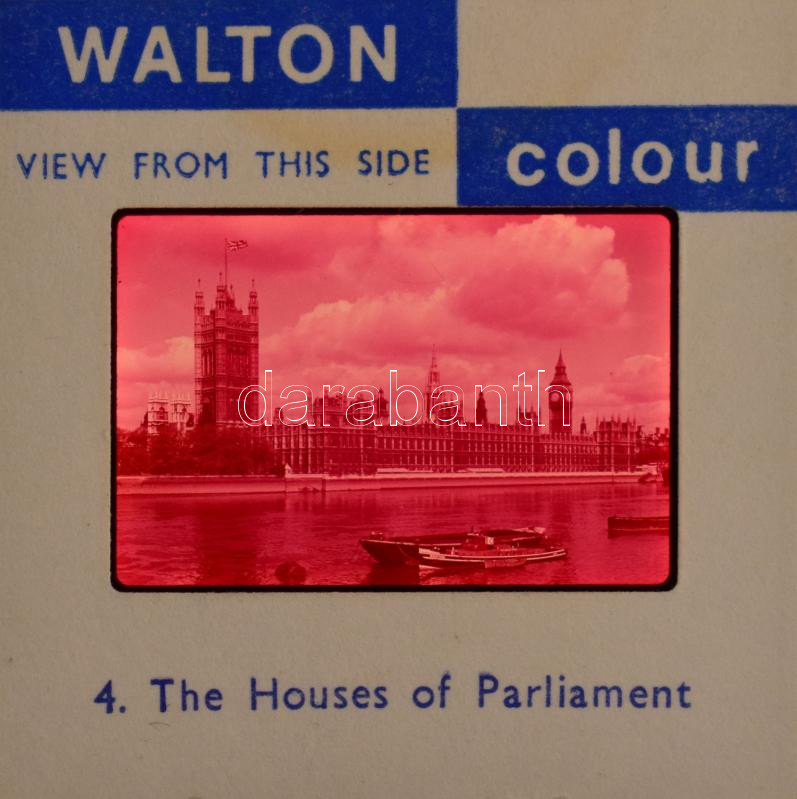 WALTON
VIEW FROM THIS SIDE
colour
darabanth
4. The Houses of Parliament